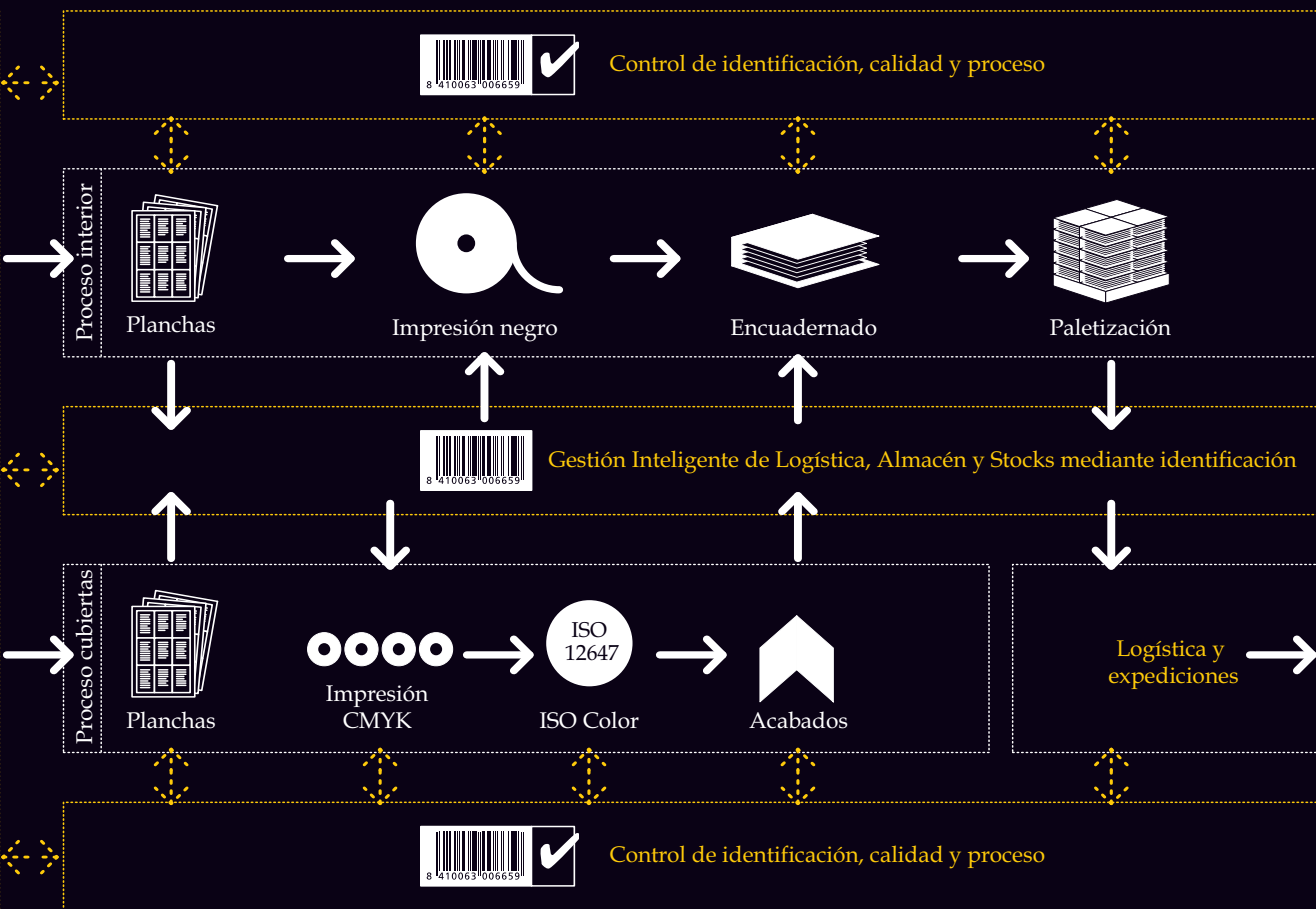 8 410063 006659
Control de identificación, calidad y proceso
Proceso interior
Planchas
Impresión negro
Encuadernado
Paletización
8 410063 006659
Gestión Inteligente de Logística, Almacén y Stocks mediante identificación
Proceso cubiertas
Planchas
Impresión
CMYK
ISO
12647
ISO Color
Acabados
Logística y
expediciones
8 410063 006659
Control de identificación, calidad y proceso